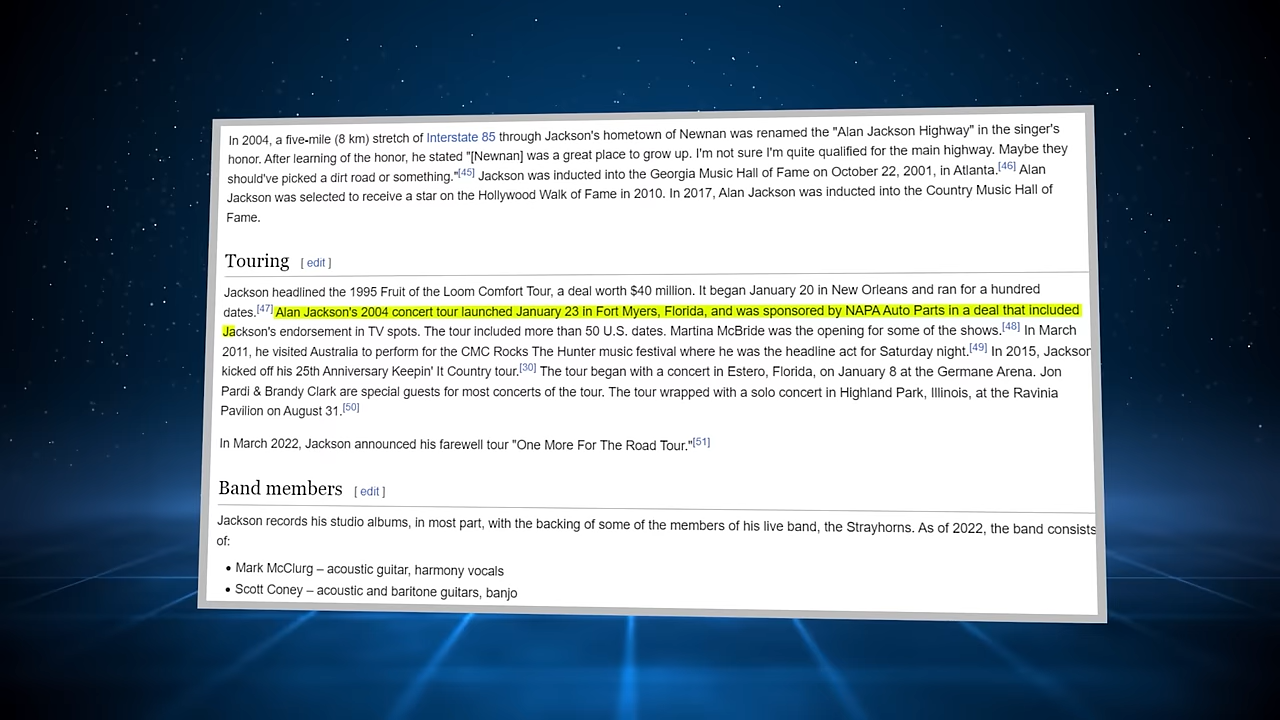 In 2004, a five-mile (8 km) stretch of Interstate 85 through Jackson's hometown of Newnan was renamed the "Alan Jackson Highway" in the singer's
honor. After learning of the honor, he stated "[Newnan] was a great place to grow up. I'm not sure I'm quite qualified for the main highway. Maybe they
should've picked a dirt road or something."[45] Jackson was inducted into the Georgia Music Hall of Fame on October 22, 2001, in Atlanta.[46] Alan
Jackson was selected to receive a star on the Hollywood Walk of Fame in 2010. In 2017, Alan Jackson was inducted into the Country Music Hall of
Fame.
Touring [ edit ]
Jackson headlined the 1995 Fruit of the Loom Comfort Tour, a deal worth $40 million. It began January 20 in New Orleans and ran for a hundred
dates.[47] Alan Jackson's 2004 concert tour launched January 23 in Fort Myers, Florida, and was sponsored by NAPA Auto Parts in a deal that included
Jackson's endorsement in TV spots. The tour included more than 50 U.S. dates. Martina McBride was the opening for some of the shows.[48] In March
2011, he visited Australia to perform for the CMC Rocks The Hunter music festival where he was the headline act for Saturday night.[49] In 2015, Jackson
kicked off his 25th Anniversary Keepin' It Country tour.[30] The tour began with a concert in Estero, Florida, on January 8 at the Germane Arena. Jon
Pardi & Brandy Clark are special guests for most concerts of the tour. The tour wrapped with a solo concert in Highland Park, Illinois, at the Ravinia
Pavilion on August 31.[50]
In March 2022, Jackson announced his farewell tour "One More For The Road Tour."[51]
Band members [ edit ]
Jackson records his studio albums, in most part, with the backing of some of the members of his live band, the Strayhorns. As of 2022, the band consists
of:
• Mark McClurg – acoustic guitar, harmony vocals
• Scott Coney – acoustic and baritone guitars, banjo